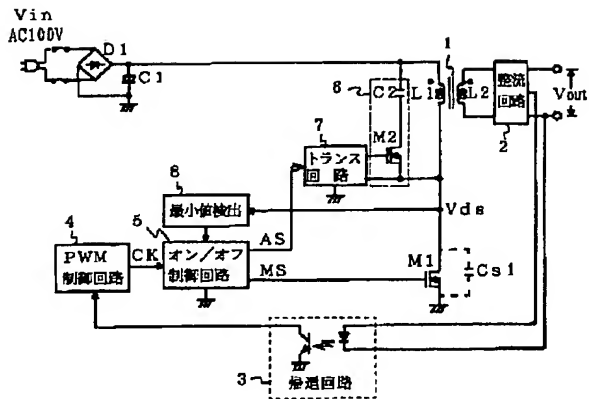 Vin
AC100V
D1
C1
1
6
C2
L1
L2
整流
回路
Vout
2
7
M2
トランス
回路
8
最小値検出
Vds
4
5
AS
PWM
制御回路
CK
オン/オフ
制御回路
MS
M1
Cs1
3
帰還回路